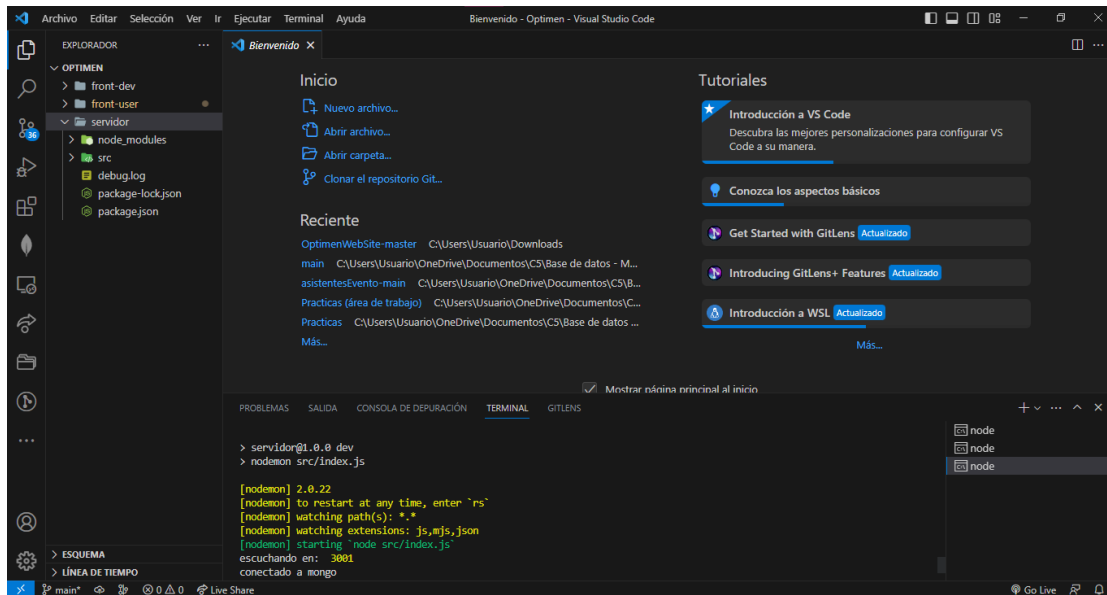 Archivo Editar Selección Ver Ir Ejecutar Terminal Ayuda
Bienvenido - Optimen - Visual Studio Code
EXPLORADOR
OPTIMEN
front-dev
front-user
servidor
node_modules
src
debug.log
package-lock.json
package.json
36
ESQUEMA
LÍNEA DE TIEMPO
Bienvenido
Inicio
Nuevo archivo...
Abrir archivo...
Abrir carpeta...
Clonar el repositorio Git...
Reciente
OptimenWebSite-master C:\Users\Usuario\Downloads
main C:\Users\Usuario\OneDrive\Documentos\C5\Base de datos - M...
asistentesEvento-main C:\Users\Usuario\OneDrive\Documentos\C5\B...
Practicas (área de trabajo) C:\Users\Usuario\OneDrive\Documentos\C...
Practicas C:\Users\Usuario\OneDrive\Documentos\C5\Base de datos ...
Más...
Tutoriales
Introducción a VS Code
Descubra las mejores personalizaciones para configurar VS
Code a su manera.
Conozca los aspectos básicos
Get Started with GitLens Actualizado
Introducing GitLens+ Features Actualizado
Introducción a WSL Actualizado
Más...
Mostrar página principal al inicio
PROBLEMAS SALIDA CONSOLA DE DEPURACIÓN TERMINAL GITLENS
> servidor@1.0.0 dev
> nodemon src/index.js
[nodemon] 2.0.22
[nodemon] to restart at any time, enter `rs`
[nodemon] watching path(s): *.*
[nodemon] watching extensions: js,mjs,json
[nodemon] starting `node src/index.js`
escuchando en: 3001
conectado a mongo
node
node
node
main* 0 0 Live Share
Go Live